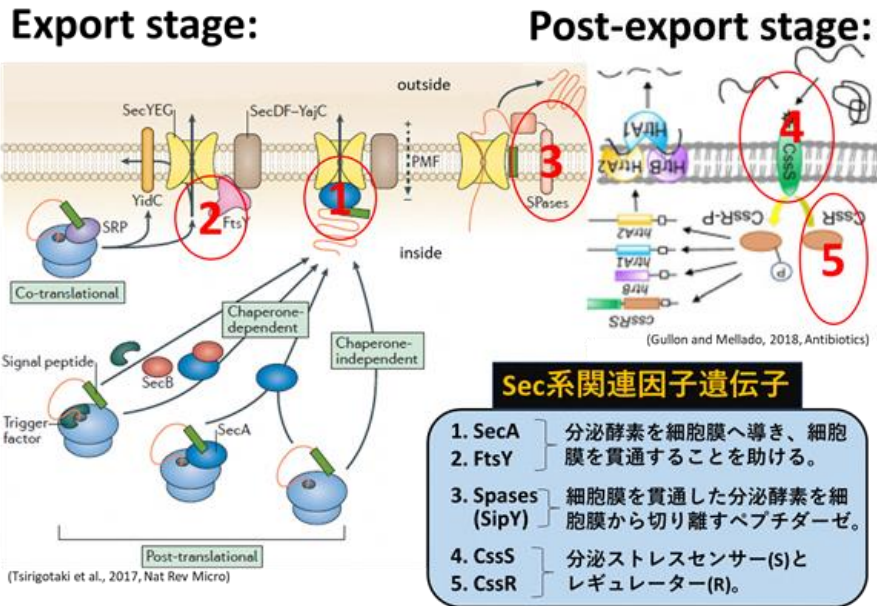 Export stage:
Post-export stage:
outside
SecYEG
SecDF–YajC
PMF
+
−
3
SPases
YidC
1
2
FtsY
SRP
inside
Co-translational
Chaperone-dependent
Chaperone-independent
Signal peptide
SecB
Trigger factor
SecA
Post-translational
(Tsirigotaki et al., 2017, Nat Rev Micro)
HtrA1
HtrA2
HtrB
4
CssS
CssR-P
CssR
P
5
htrA2
htrA1
htrB
cssRS
(Gullon and Mellado, 2018, Antibiotics)
Sec系関連因子遺伝子
1. SecA
2. FtsY
分泌酵素を細胞膜へ導き、細胞
膜を貫通することを助ける。
3. Spases
(SipY)
細胞膜を貫通した分泌酵素を細
胞膜から切り離すペプチダーゼ。
4. CssS
5. CssR
分泌ストレスセンサー(S)と
レギュレーター(R)。